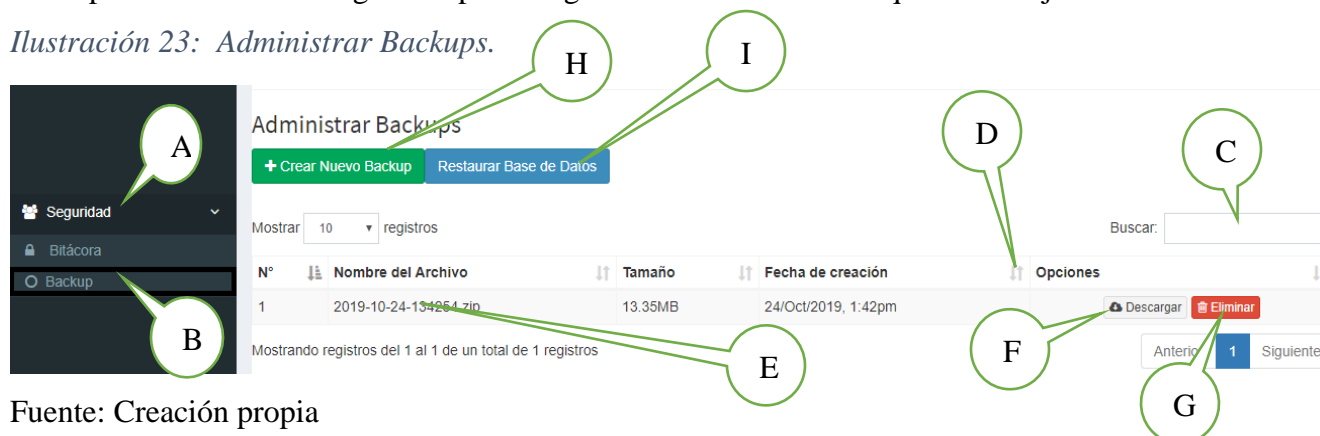 Ilustración 23: Administrar Backups.
H
I
A
Administrar Backups
D
C
+ Crear Nuevo Backup Restaurar Base de Datos
Seguridad
Mostrar 10 registros
Buscar:
Bitácora
N° Nombre del Archivo Tamaño Fecha de creación Opciones
Backup
1 2019-10-24-134254.zip 13.35MB 24/Oct/2019, 1:42pm Descargar Eliminar
B
Mostrando registros del 1 al 1 de un total de 1 registros
F
Anterior 1 Siguiente
E
G
Fuente: Creación propia